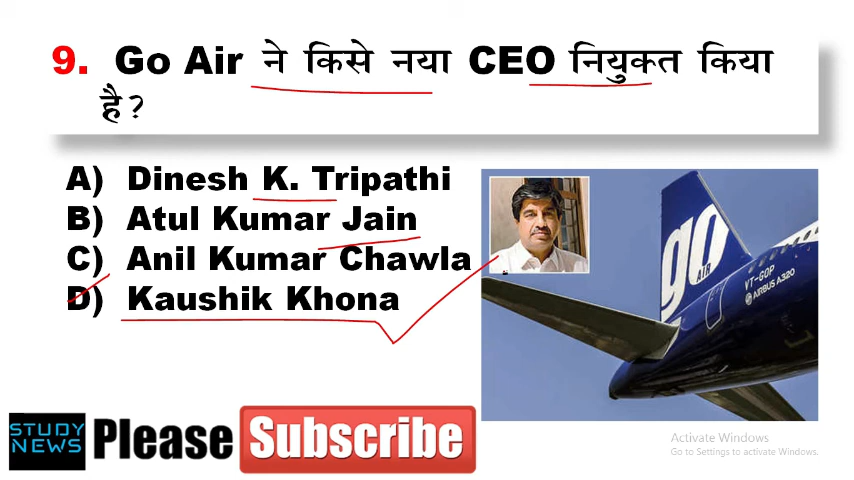 9. Go Air ने किसे नया CEO नियुक्त किया
है?
A) Dinesh K. Tripathi
B) Atul Kumar Jain
C) Anil Kumar Chawla
D) Kaushik Khona
go
AIR
VT-GOP
AIRBUS A320
STUDY
NEWS
Please Subscribe
Activate Windows
Go to Settings to activate Windows.